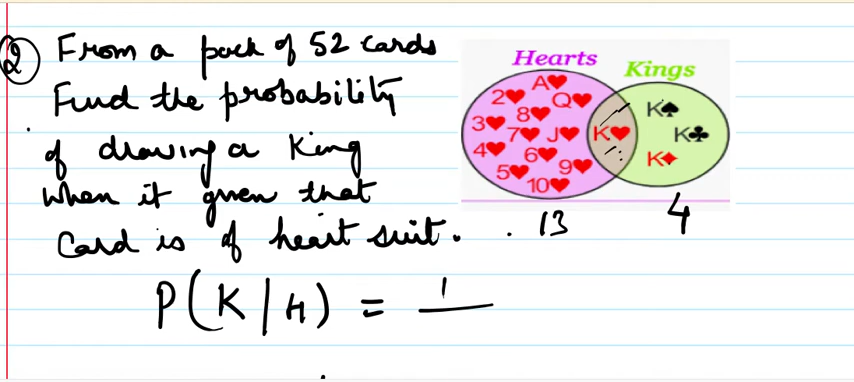 Q From a pack of 52 cards
Find the probability
of drawing a King
when it given that
Card is of heart suit.
Hearts
Kings
A♥
2♥ Q♥
8♥
3♥ 7♥ J♥ K♥
4♥ 6♥
5♥ 9♥
10♥
K♠
K♣
K♦
13 4
P(K/H) = 1